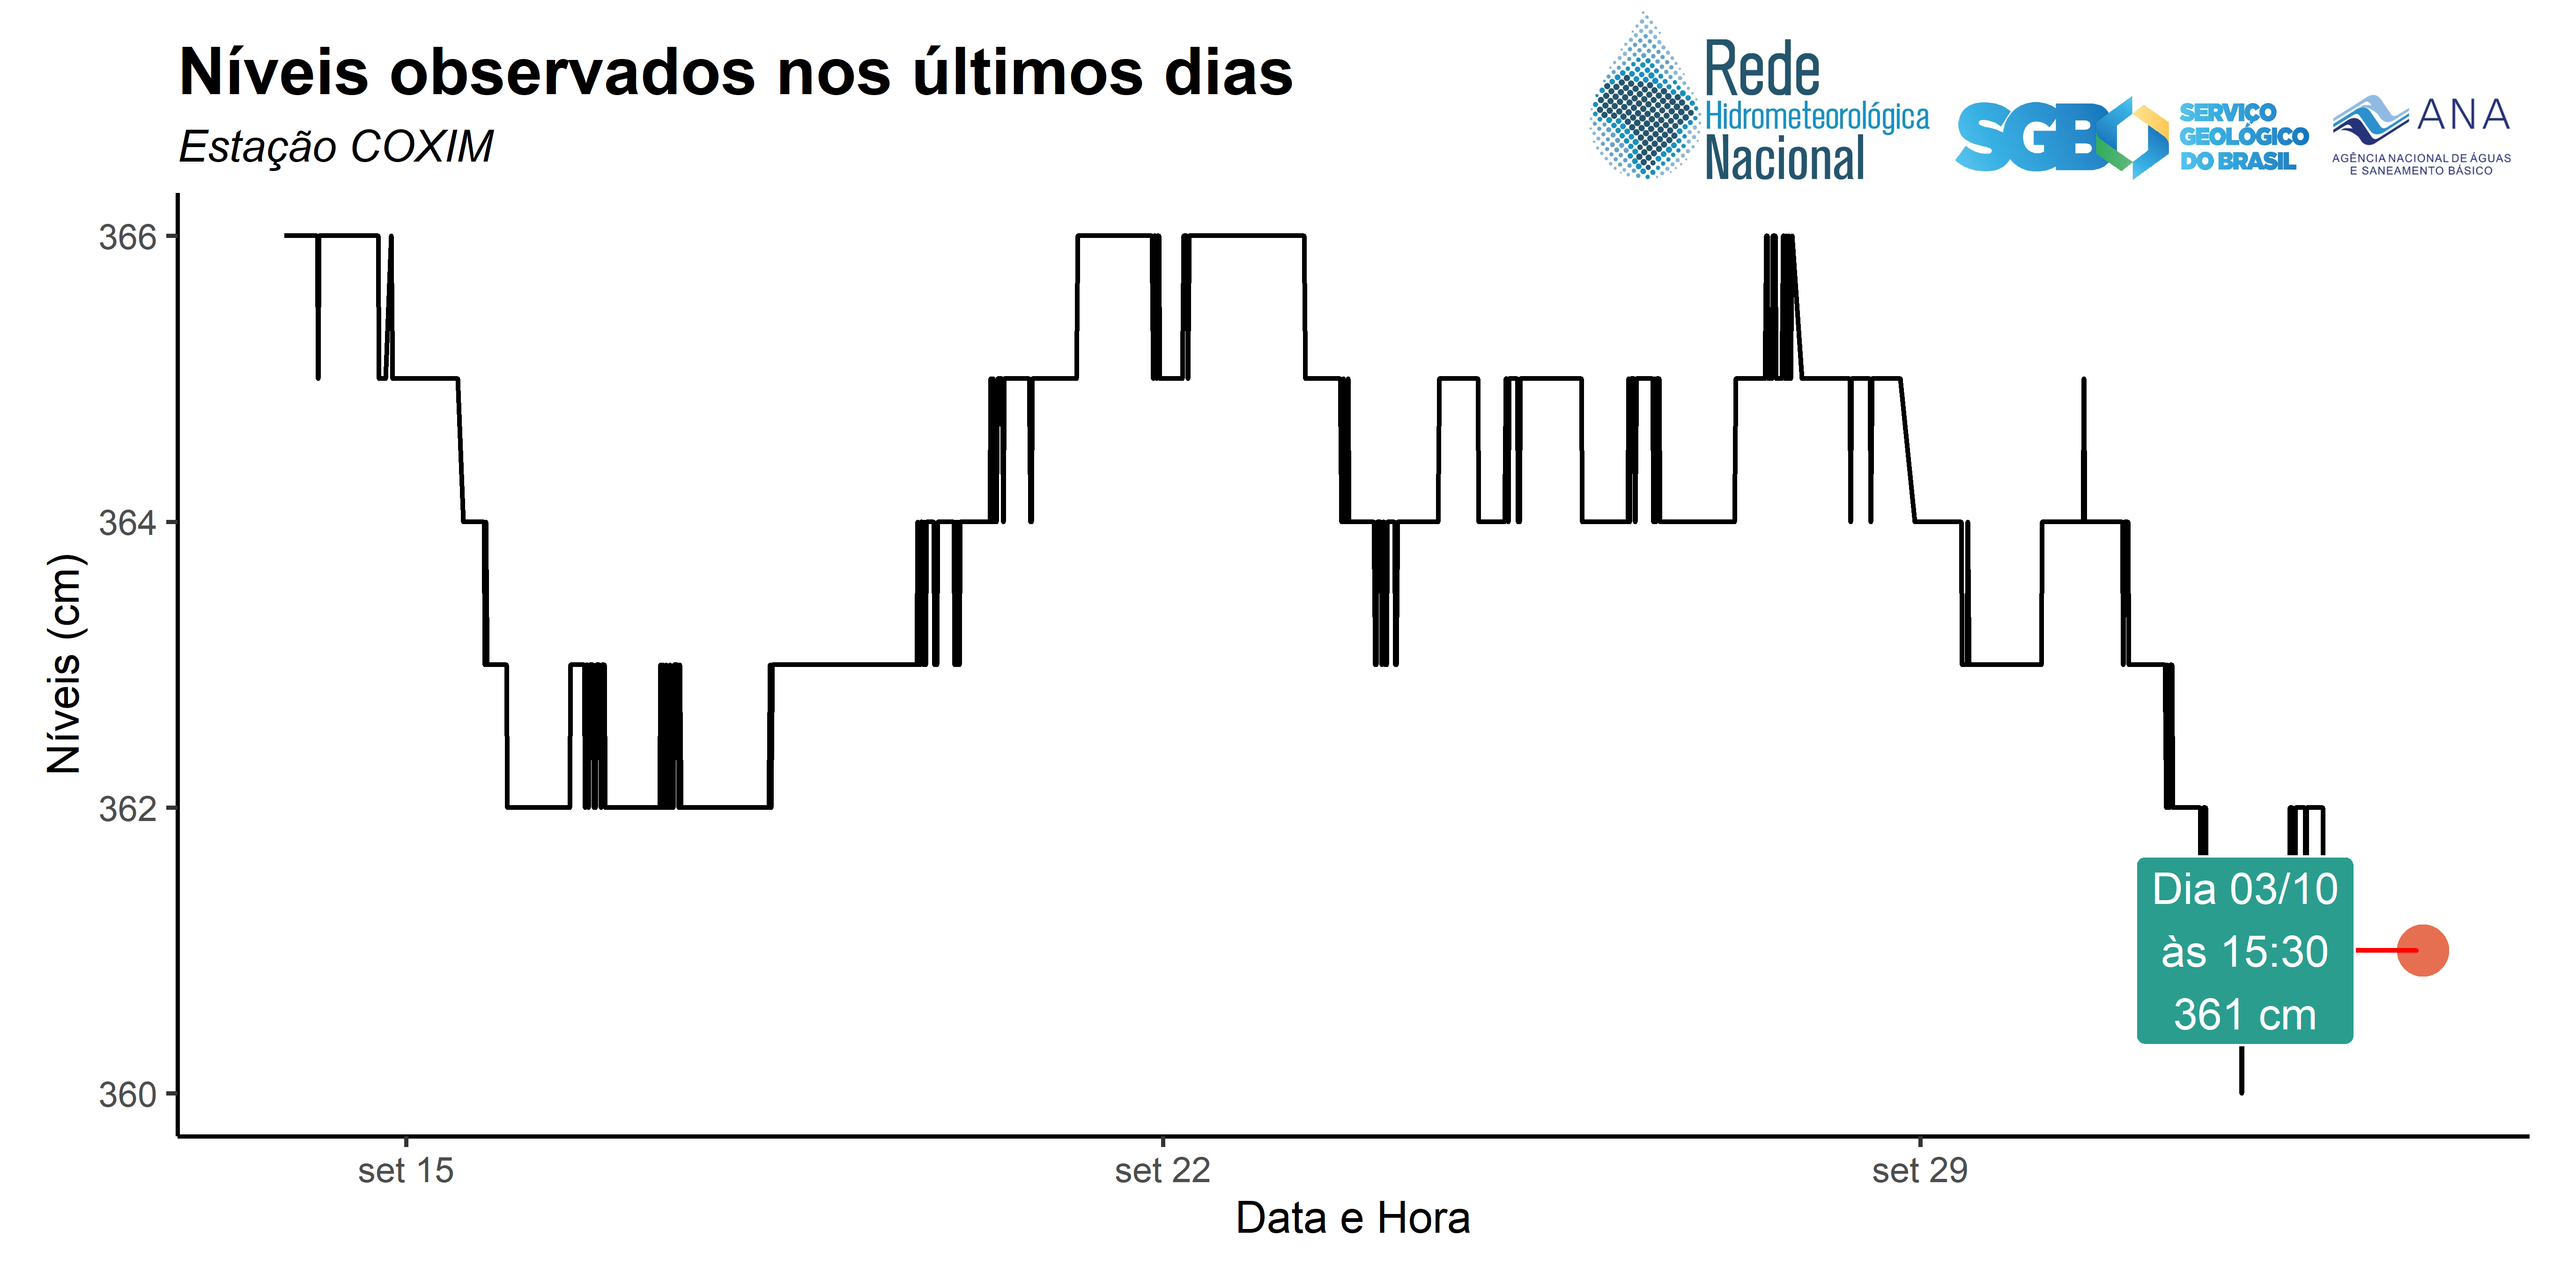 Níveis observados nos últimos dias
Estação COXIM
Rede
Hidrometeorológica
Nacional
SGB
SERVIÇO
GEOLÓGICO
DO BRASIL
ANA
AGÊNCIA NACIONAL DE ÁGUAS
E SANEAMENTO BÁSICO
366
364
362
360
Níveis (cm)
Dia 03/10
às 15:30
361 cm
set 15
set 22
set 29
Data e Hora